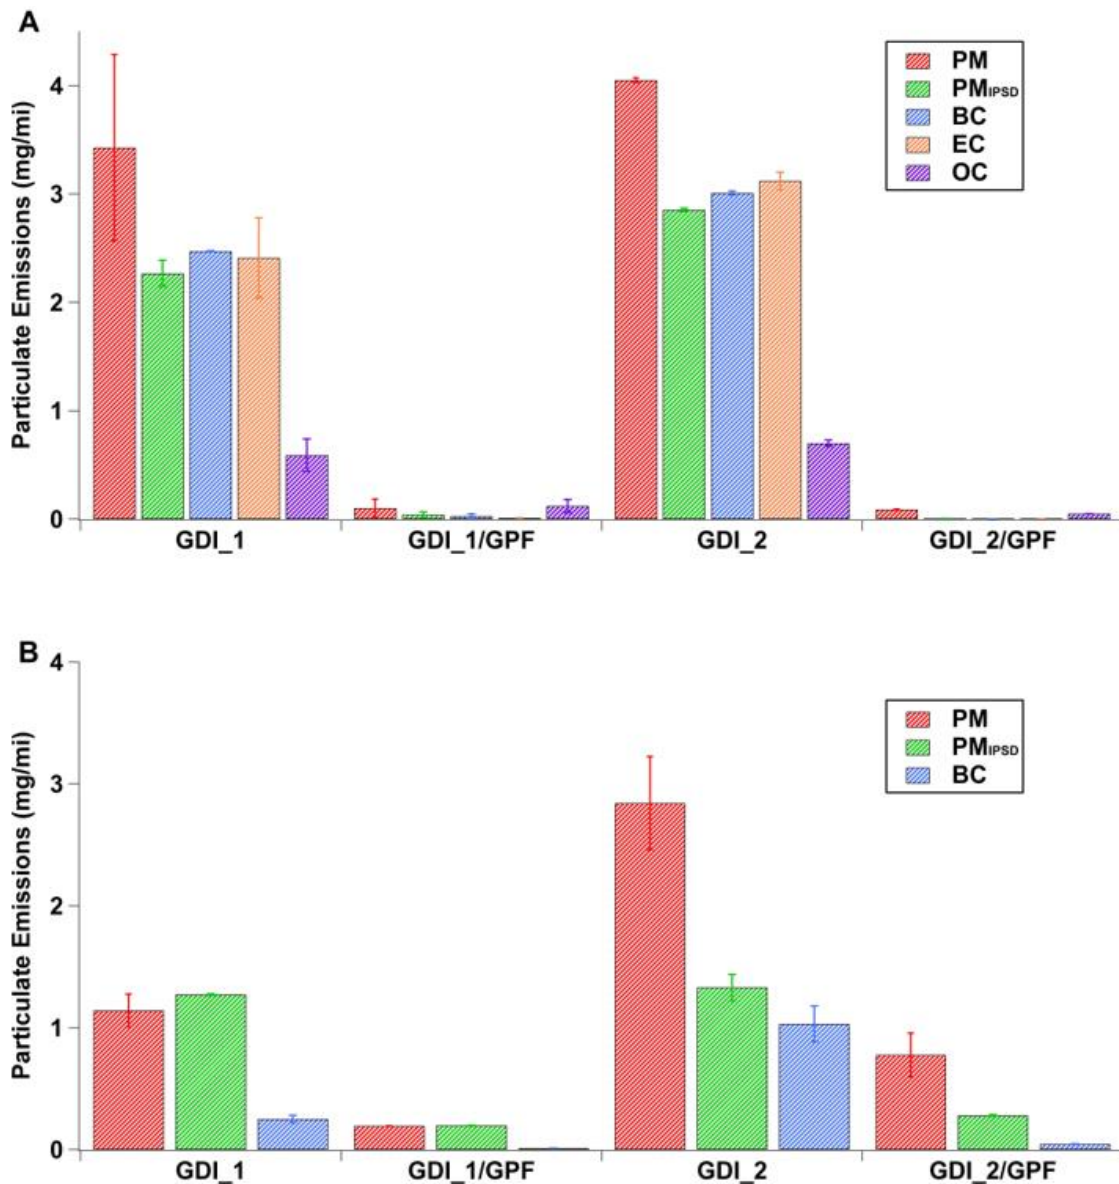 A
Particulate Emissions (mg/mi)
4
3
2
1
0
PM
PMIPSD
BC
EC
OC
GDI_1
GDI_1/GPF
GDI_2
GDI_2/GPF
B
Particulate Emissions (mg/mi)
4
3
2
1
0
PM
PMIPSD
BC
GDI_1
GDI_1/GPF
GDI_2
GDI_2/GPF